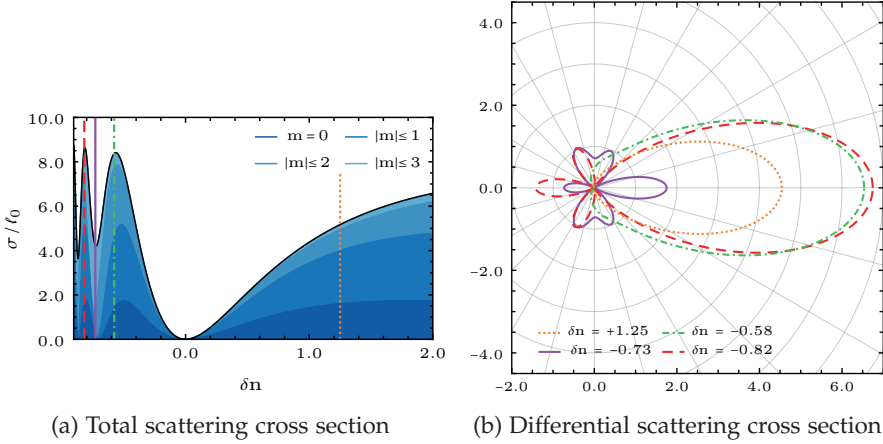 10.0
8.0
6.0
4.0
2.0
0.0
σ/ℓ₀
m = 0
|m| ≤ 1
|m| ≤ 2
|m| ≤ 3
0.0
1.0
2.0
δn
(a) Total scattering cross section
4.0
2.0
0.0
-2.0
-4.0
δn = +1.25
δn = −0.58
δn = −0.73
δn = −0.82
-2.0
0.0
2.0
4.0
6.0
(b) Differential scattering cross section